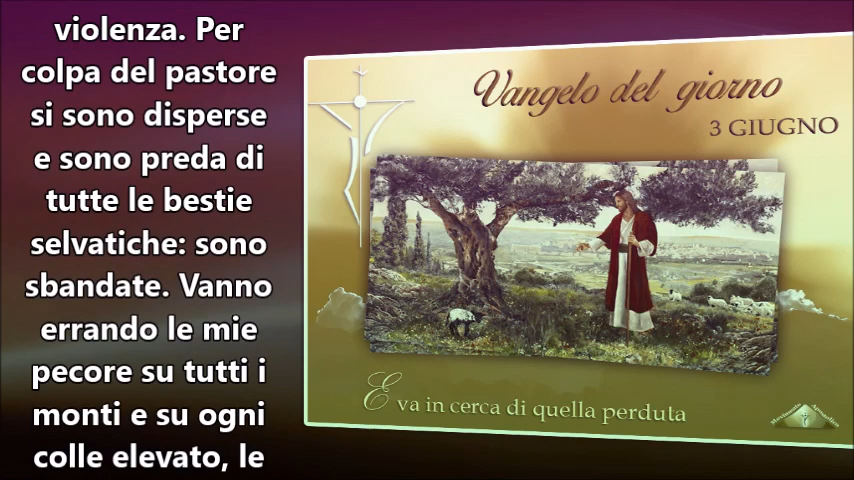 violenza. Per
colpa del pastore
si sono disperse
e sono preda di
tutte le bestie
selvatiche: sono
sbandate. Vanno
errando le mie
pecore su tutti i
monti e su ogni
colle elevato, le
Vangelo del giorno
3 GIUGNO
E va in cerca di quella perduta
Movimento Apostolico